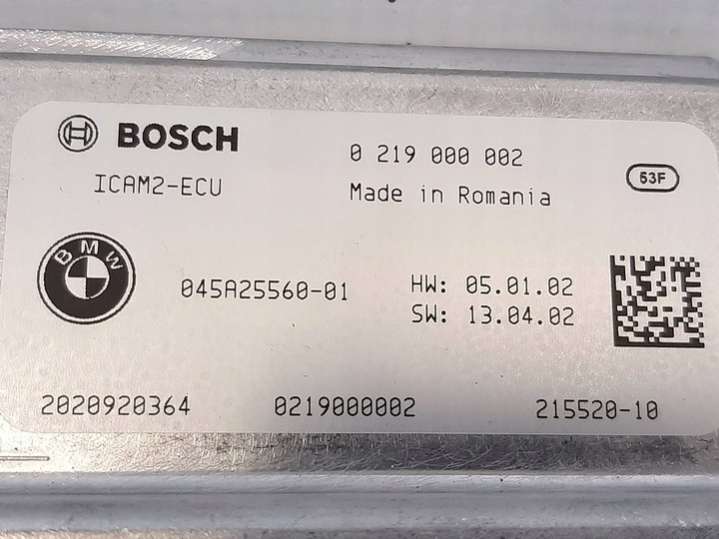 BOSCH
0 219 000 002
63F
ICAM2-ECU
Made in Romania
BMW
045A25560-01
HW: 05.01.02
SW: 13.04.02
2020920364
0219000002
215520-10